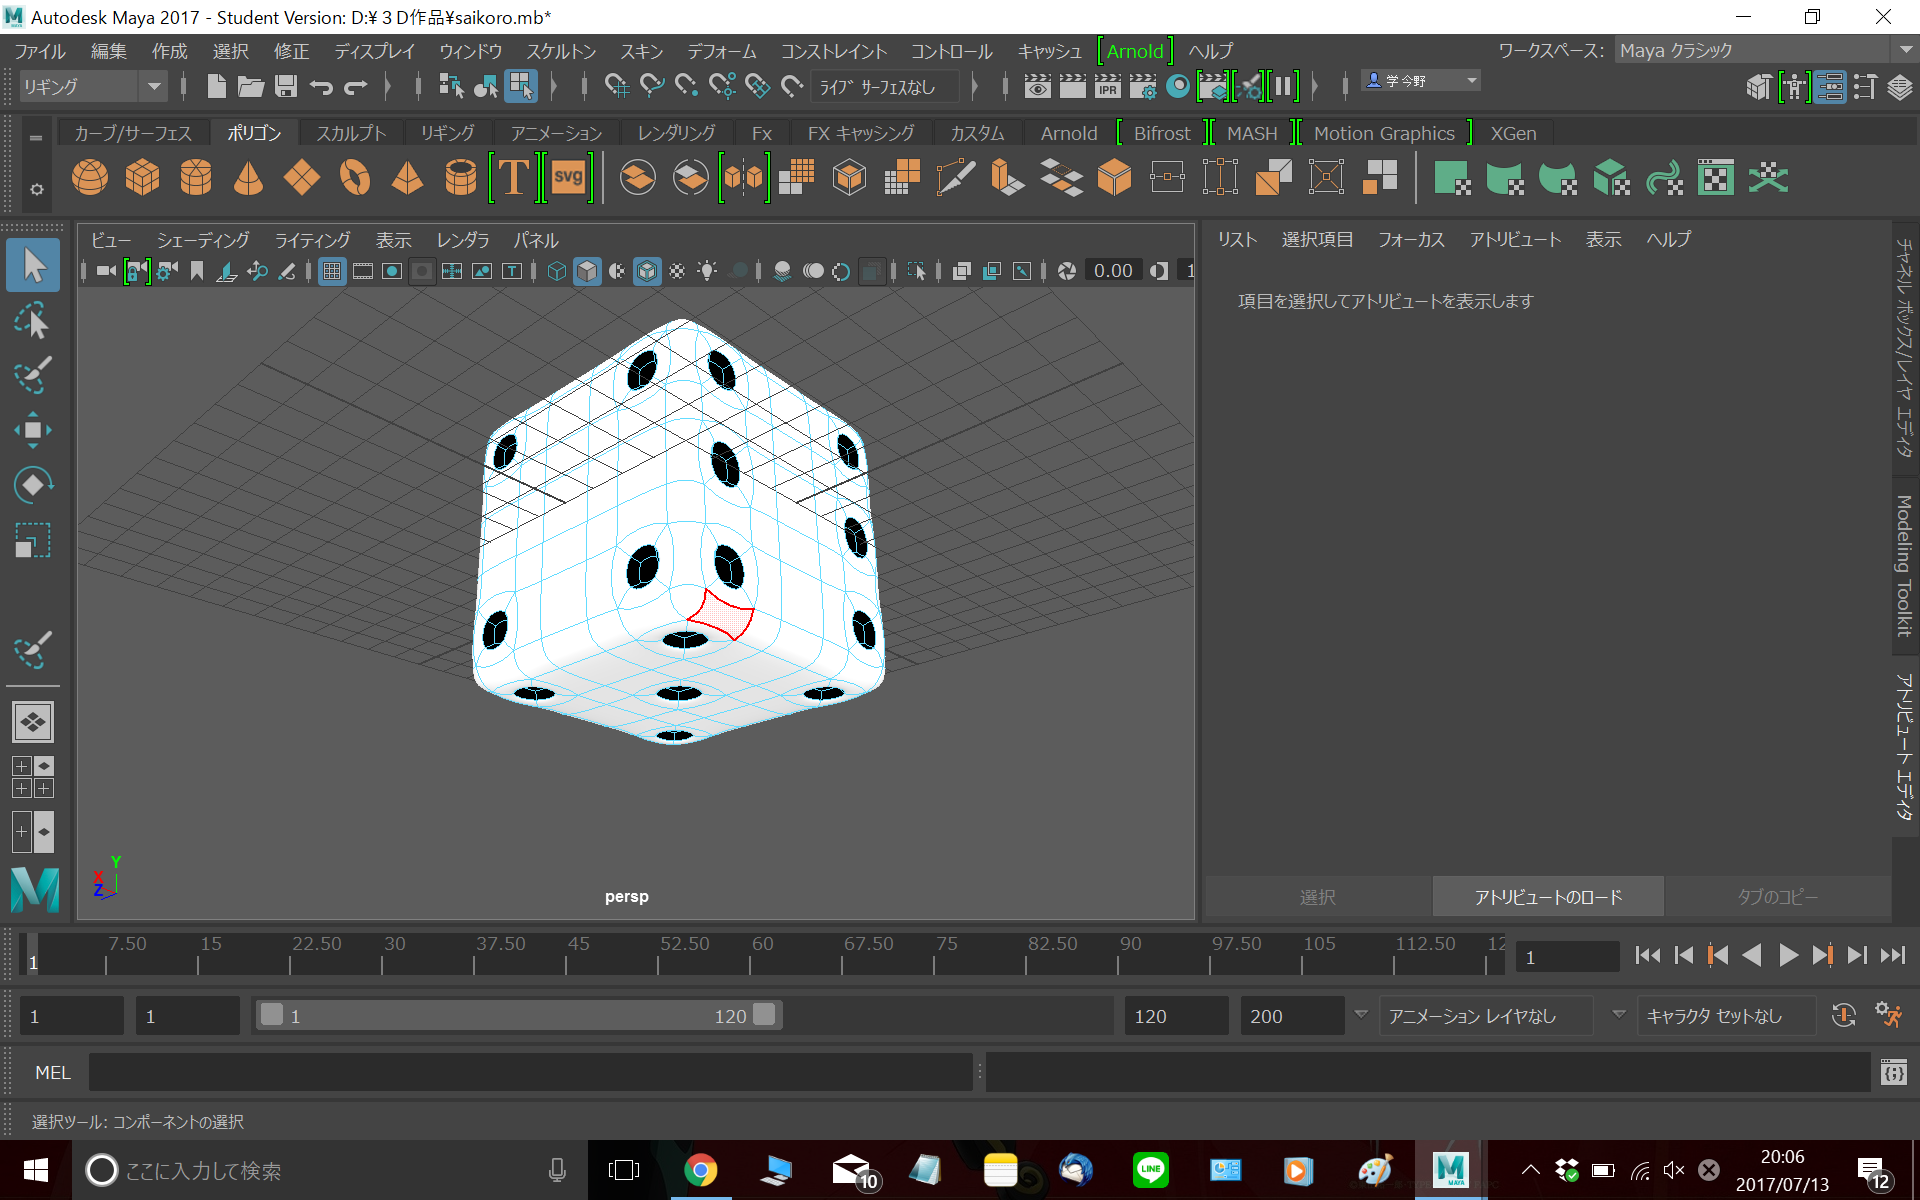 Autodesk Maya 2017 - Student Version: D:¥３D作品¥saikoro.mb*
ファイル 編集 作成 選択 修正 ディスプレイ ウィンドウ スケルトン スキン デフォーム コンストレイント コントロール キャッシュ Arnold ヘルプ ワークスペース: Maya クラシック
リギング ライブ サーフェスなし IPR 学 今野
カーブ/サーフェス ポリゴン スカルプト リギング アニメーション レンダリング Fx FX キャッシング カスタム Arnold Bifrost MASH Motion Graphics XGen
T svg
ビュー シェーディング ライティング 表示 レンダラ パネル
0.00 1
リスト 選択項目 フォーカス アトリビュート 表示 ヘルプ
項目を選択してアトリビュートを表示します
チャネル ボックス/レイヤ エディタ
Modeling Toolkit
アトリビュート エディタ
Y
X
Z
persp
選択 アトリビュートのロード タブのコピー
7.50 15 22.50 30 37.50 45 52.50 60 67.50 75 82.50 90 97.50 105 112.50 12
1 1
1 1 1 120 120 200 アニメーション レイヤなし キャラクタ セットなし
MEL
選択ツール: コンポーネントの選択
ここに入力して検索
10
LINE
MAYA
20:06
2017/07/13
12